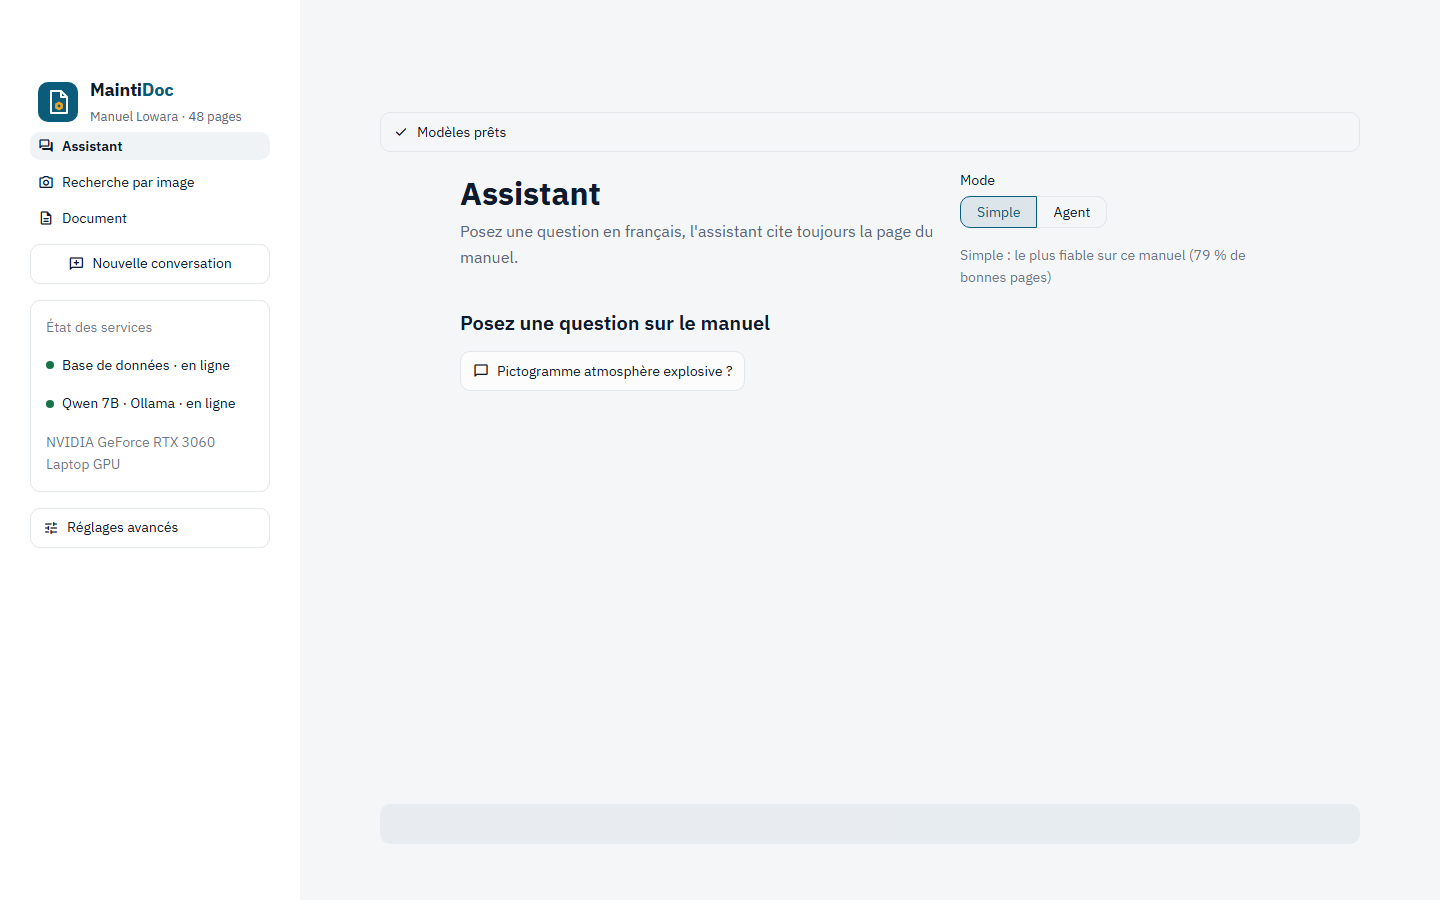 MaintiDoc
Manuel Lowara · 48 pages
Assistant
Recherche par image
Document
Nouvelle conversation
État des services
Base de données · en ligne
Qwen 7B · Ollama · en ligne
NVIDIA GeForce RTX 3060
Laptop GPU
Réglages avancés
Modèles prêts
Assistant
Posez une question en français, l'assistant cite toujours la page du
manuel.
Mode
Simple
Agent
Simple : le plus fiable sur ce manuel (79 % de
bonnes pages)
Posez une question sur le manuel
Pictogramme atmosphère explosive ?